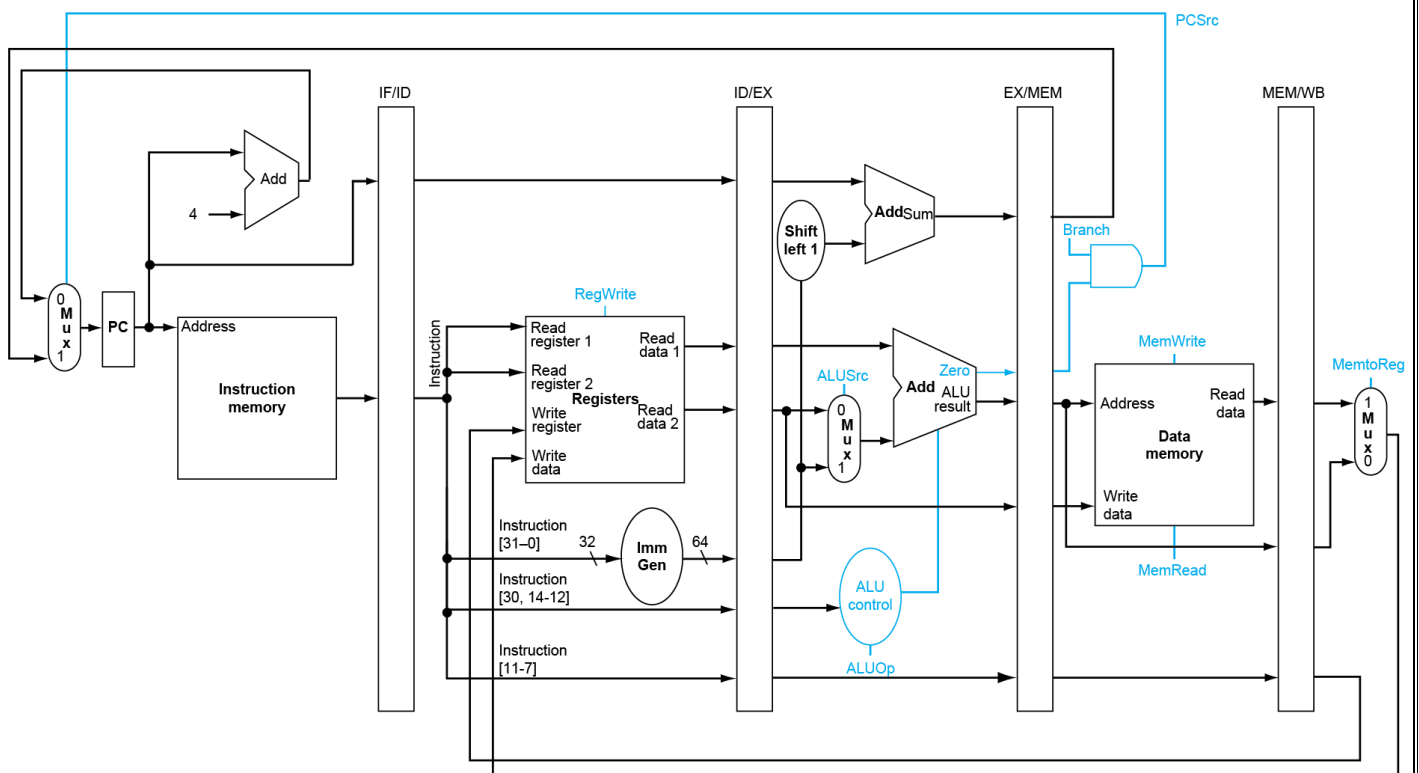 PCSrc
IF/ID
ID/EX
EX/MEM
MEM/WB
Add
4
Add Sum
Shift
left 1
Branch
0
M
u
x
1
PC
Address
Instruction
memory
Instruction
RegWrite
Read
register 1
Read
register 2
Write
register
Write
data
Registers
Read
data 1
Read
data 2
ALUSrc
0
M
u
x
1
Zero
Add
ALU
result
MemWrite
Address
Read
data
Data
memory
Write
data
MemRead
MemtoReg
1
M
u
x
0
Instruction
[31–0]
32
Imm
Gen
64
Instruction
[30, 14-12]
ALU
control
Instruction
[11-7]
ALUOp